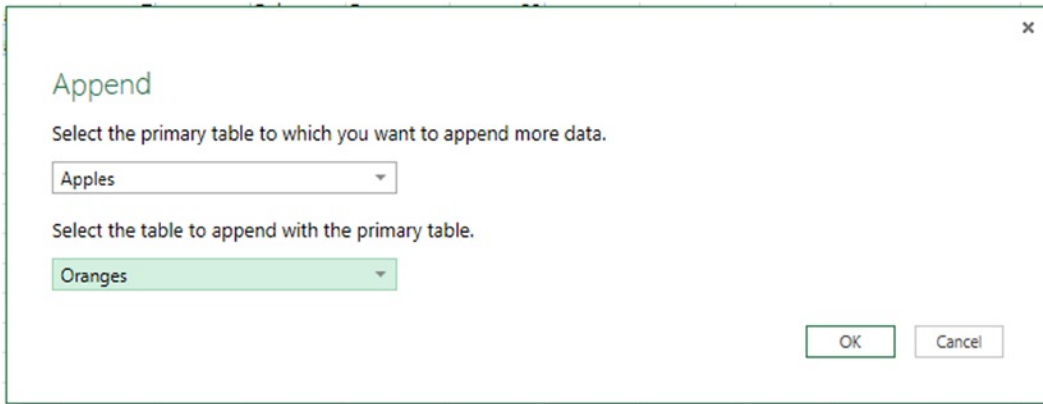 Append
Select the primary table to which you want to append more data.
Apples
Select the table to append with the primary table.
Oranges
OK Cancel